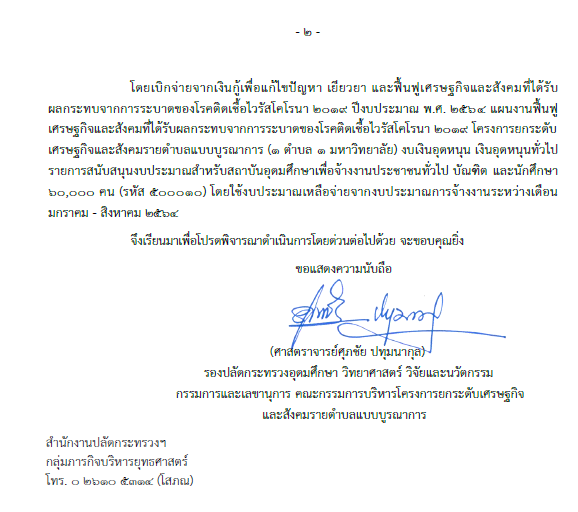 - ๒ -
โดยเบิกจ่ายจากเงินกู้เพื่อแก้ไขปัญหา เยียวยา และฟื้นฟูเศรษฐกิจและสังคมที่ได้รับ
ผลกระทบจากการระบาดของโรคติดเชื้อไวรัสโคโรนา ๒๐๑๙ ปีงบประมาณ พ.ศ. ๒๕๖๔ แผนงานฟื้นฟู
เศรษฐกิจและสังคมที่ได้รับผลกระทบจากการระบาดของโรคติดเชื้อไวรัสโคโรนา ๒๐๑๙ โครงการยกระดับ
เศรษฐกิจและสังคมรายตำบลแบบบูรณาการ (๑ ตำบล ๑ มหาวิทยาลัย) งบเงินอุดหนุน เงินอุดหนุนทั่วไป
รายการสนับสนุนงบประมาณสำหรับสถาบันอุดมศึกษาเพื่อจ้างงานประชาชนทั่วไป บัณฑิต และนักศึกษา
๖๐,๐๐๐ คน (รหัส ๕๐๐๐๑๐) โดยใช้งบประมาณเหลือจ่ายจากงบประมาณการจ้างงานระหว่างเดือน
มกราคม - สิงหาคม ๒๕๖๔
จึงเรียนมาเพื่อโปรดพิจารณาดำเนินการโดยด่วนต่อไปด้วย จะขอบคุณยิ่ง
ขอแสดงความนับถือ
(ศาสตราจารย์ศุภชัย ปทุมนากุล)
รองปลัดกระทรวงอุดมศึกษา วิทยาศาสตร์ วิจัยและนวัตกรรม
กรรมการและเลขานุการ คณะกรรมการบริหารโครงการยกระดับเศรษฐกิจ
และสังคมรายตำบลแบบบูรณาการ
สำนักงานปลัดกระทรวงฯ
กลุ่มภารกิจบริหารยุทธศาสตร์
โทร. ๐ ๒๖๑๐ ๕๓๑๔ (โสภณ)